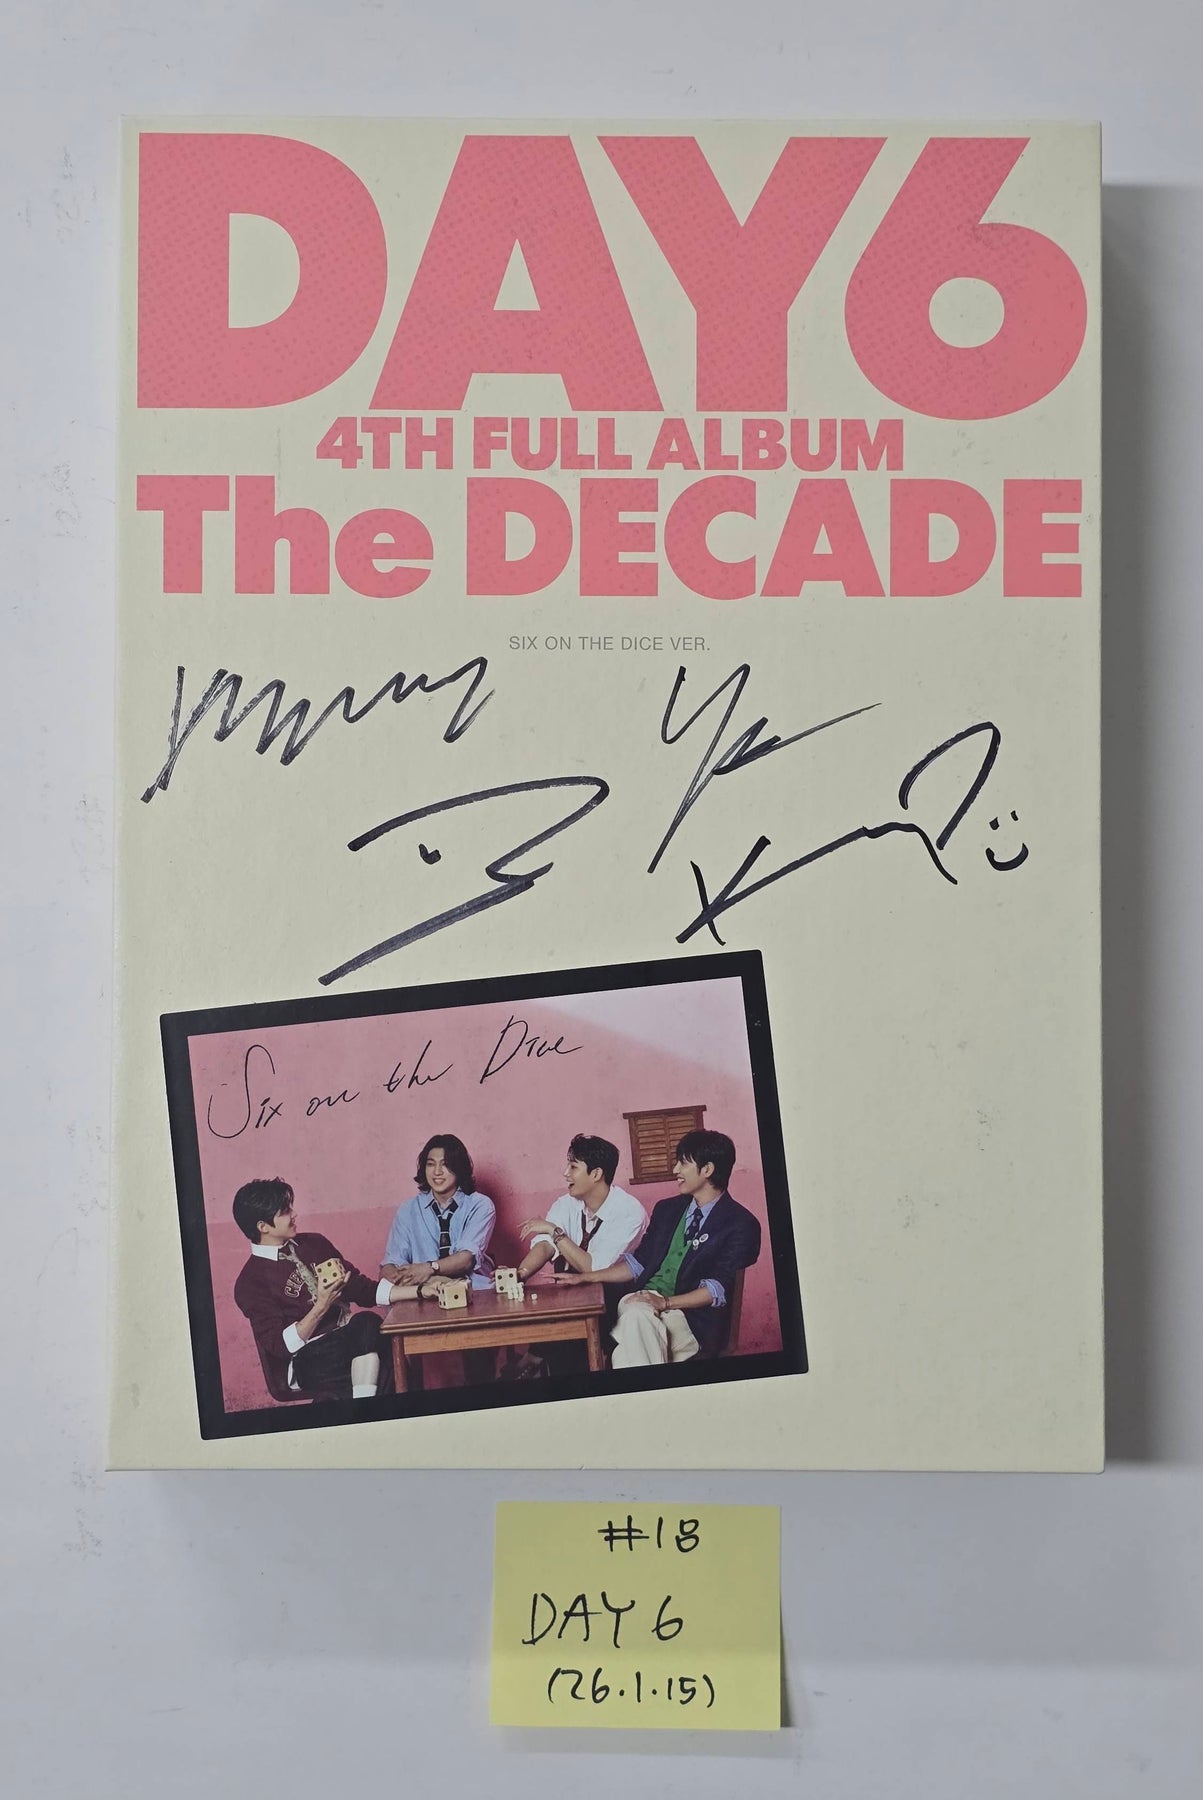 DAY6
4TH FULL ALBUM
The DECADE
SIX ON THE DICE VER.
Six on the Dice
#18
DAY6
(26.1.15)